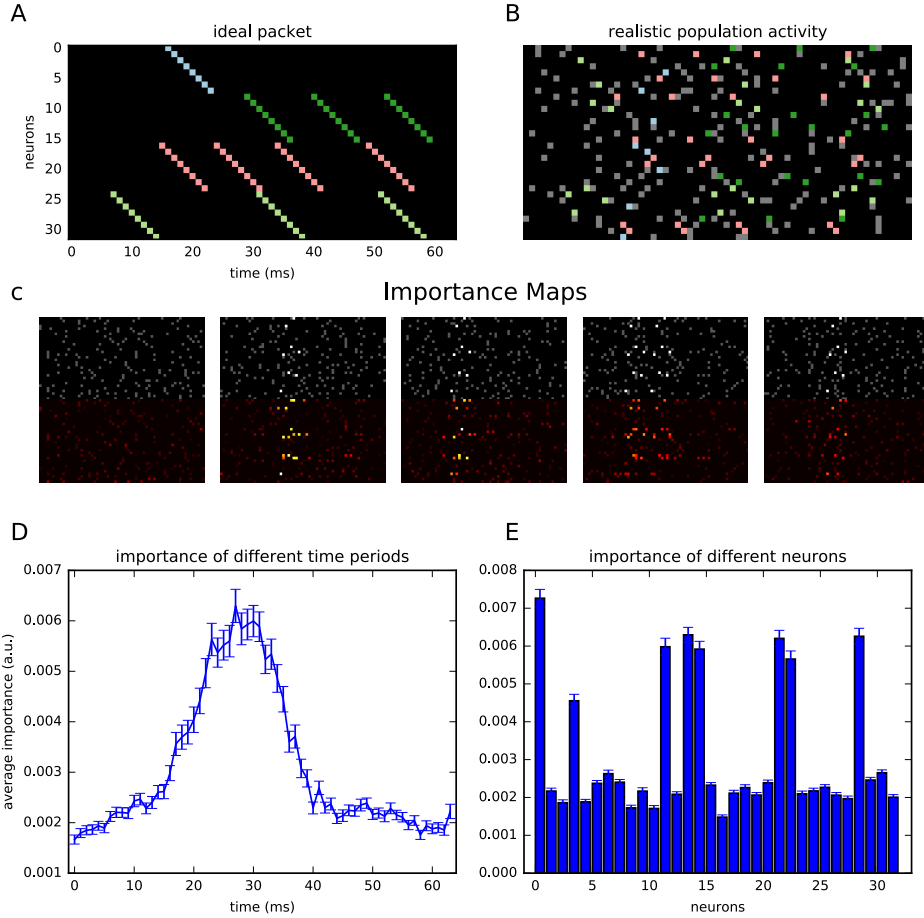 A
ideal packet
0
5
10
15
20
25
30
neurons
0 10 20 30 40 50 60
time (ms)
B
realistic population activity
c
Importance Maps
D
importance of different time periods
0.007
0.006
0.005
0.004
0.003
0.002
0.001
average importance (a.u.)
0 10 20 30 40 50 60
time (ms)
E
importance of different neurons
0.008
0.007
0.006
0.005
0.004
0.003
0.002
0.001
0.000
0 5 10 15 20 25 30
neurons